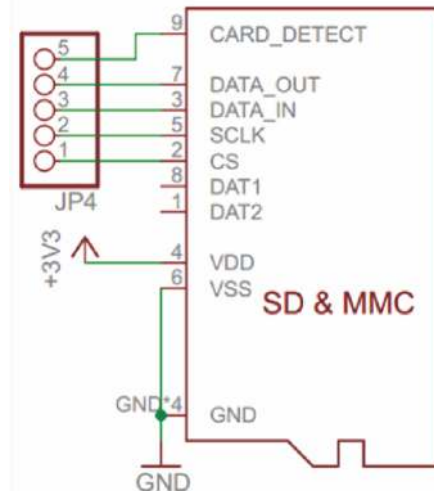 9 CARD_DETECT
5
4 7 DATA_OUT
3 3 DATA_IN
2 5 SCLK
1 2 CS
8 DAT1
JP4 1 DAT2
+3V3
4 VDD
6 VSS
SD & MMC
GND*4 GND
GND